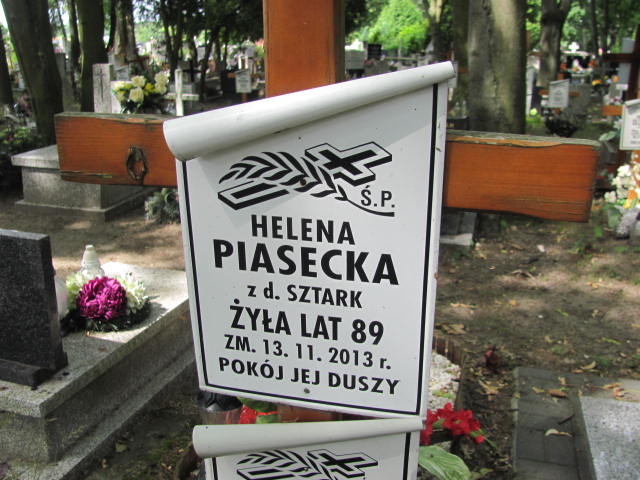 Ś.P.
HELENA
PIASECKA
z d. SZTARK
ŻYŁA LAT 89
ZM. 13. 11. 2013 r.
POKÓJ JEJ DUSZY